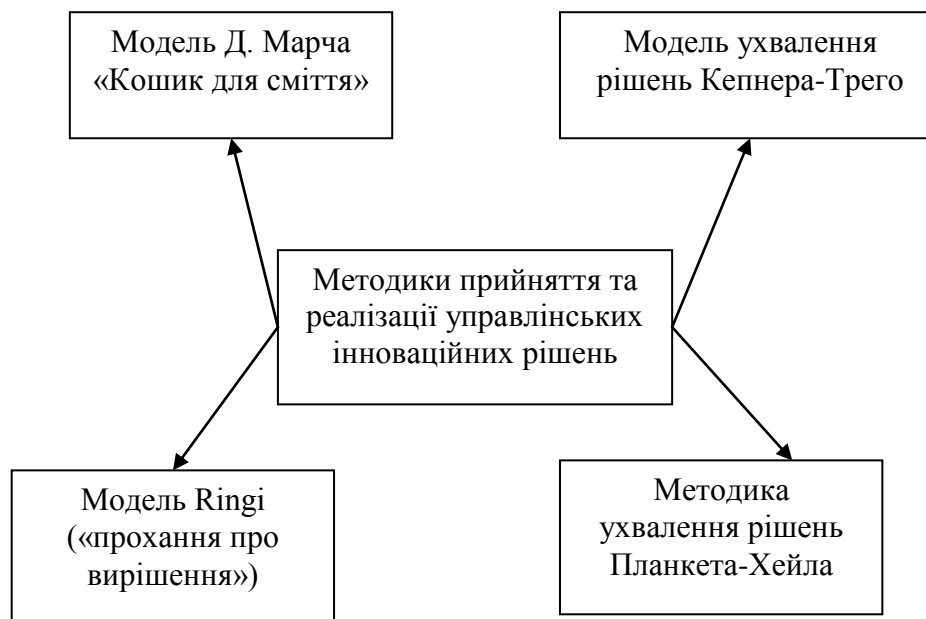 Модель Д. Марча
«Кошик для сміття»
Модель ухвалення
рішень Кепнера-Трего
Методики прийняття та
реалізації управлінських
інноваційних рішень
Модель Ringi
(«прохання про
вирішення»)
Методика
ухвалення рішень
Планкета-Хейла